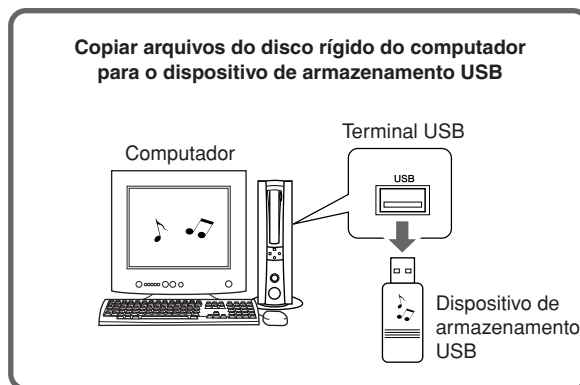 Copiar arquivos do disco rígido do computador
para o dispositivo de armazenamento USB
Terminal USB
Computador
USB
Dispositivo de
armazenamento
USB